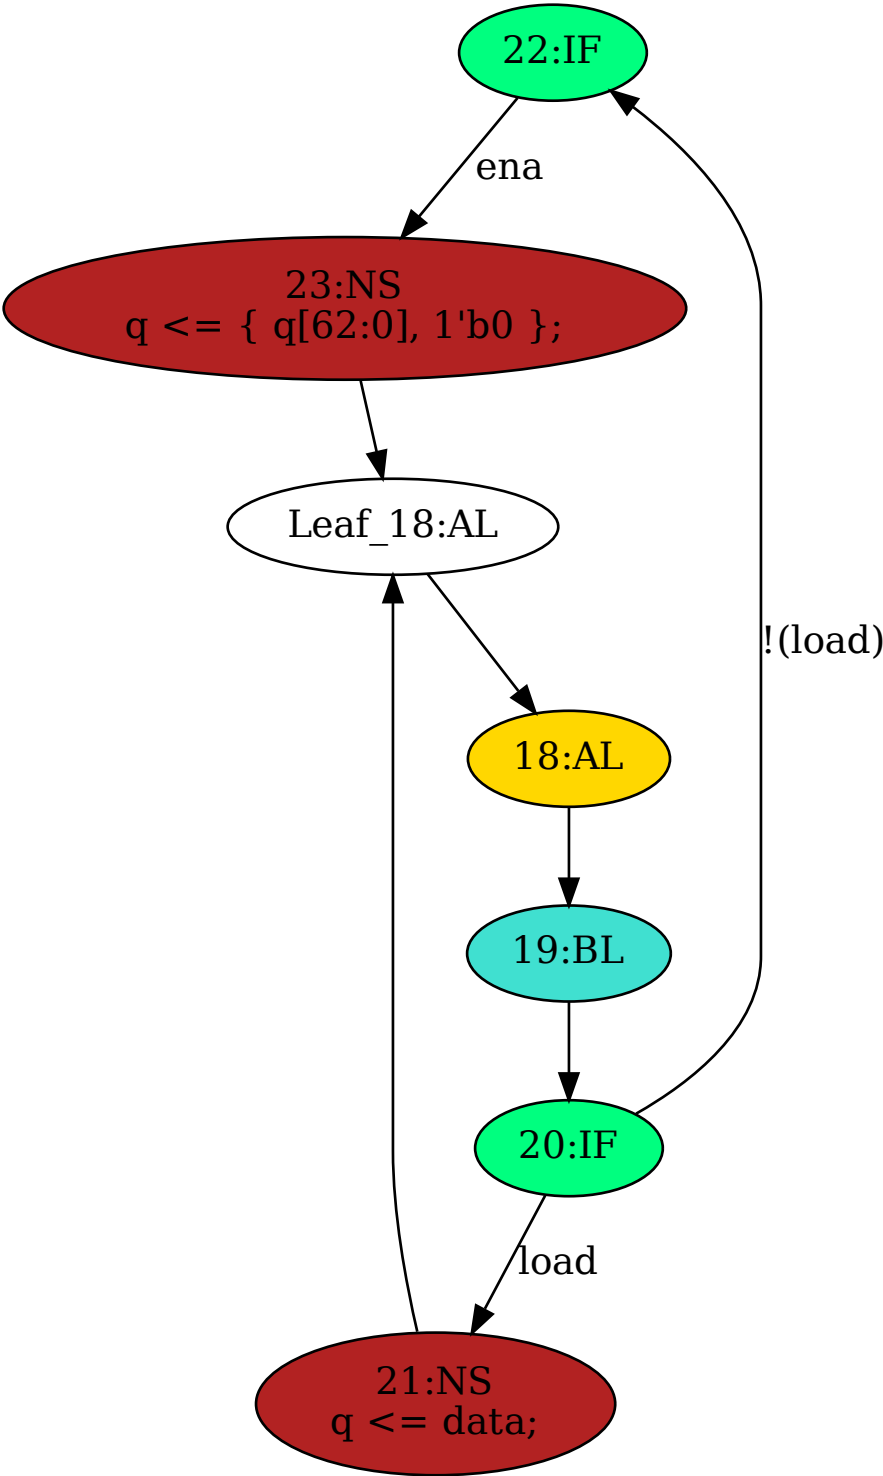 22:IF
ena
23:NS
q <= { q[62:0], 1'b0 };
Leaf_18:AL
!(load)
18:AL
19:BL
20:IF
load
21:NS
q <= data;